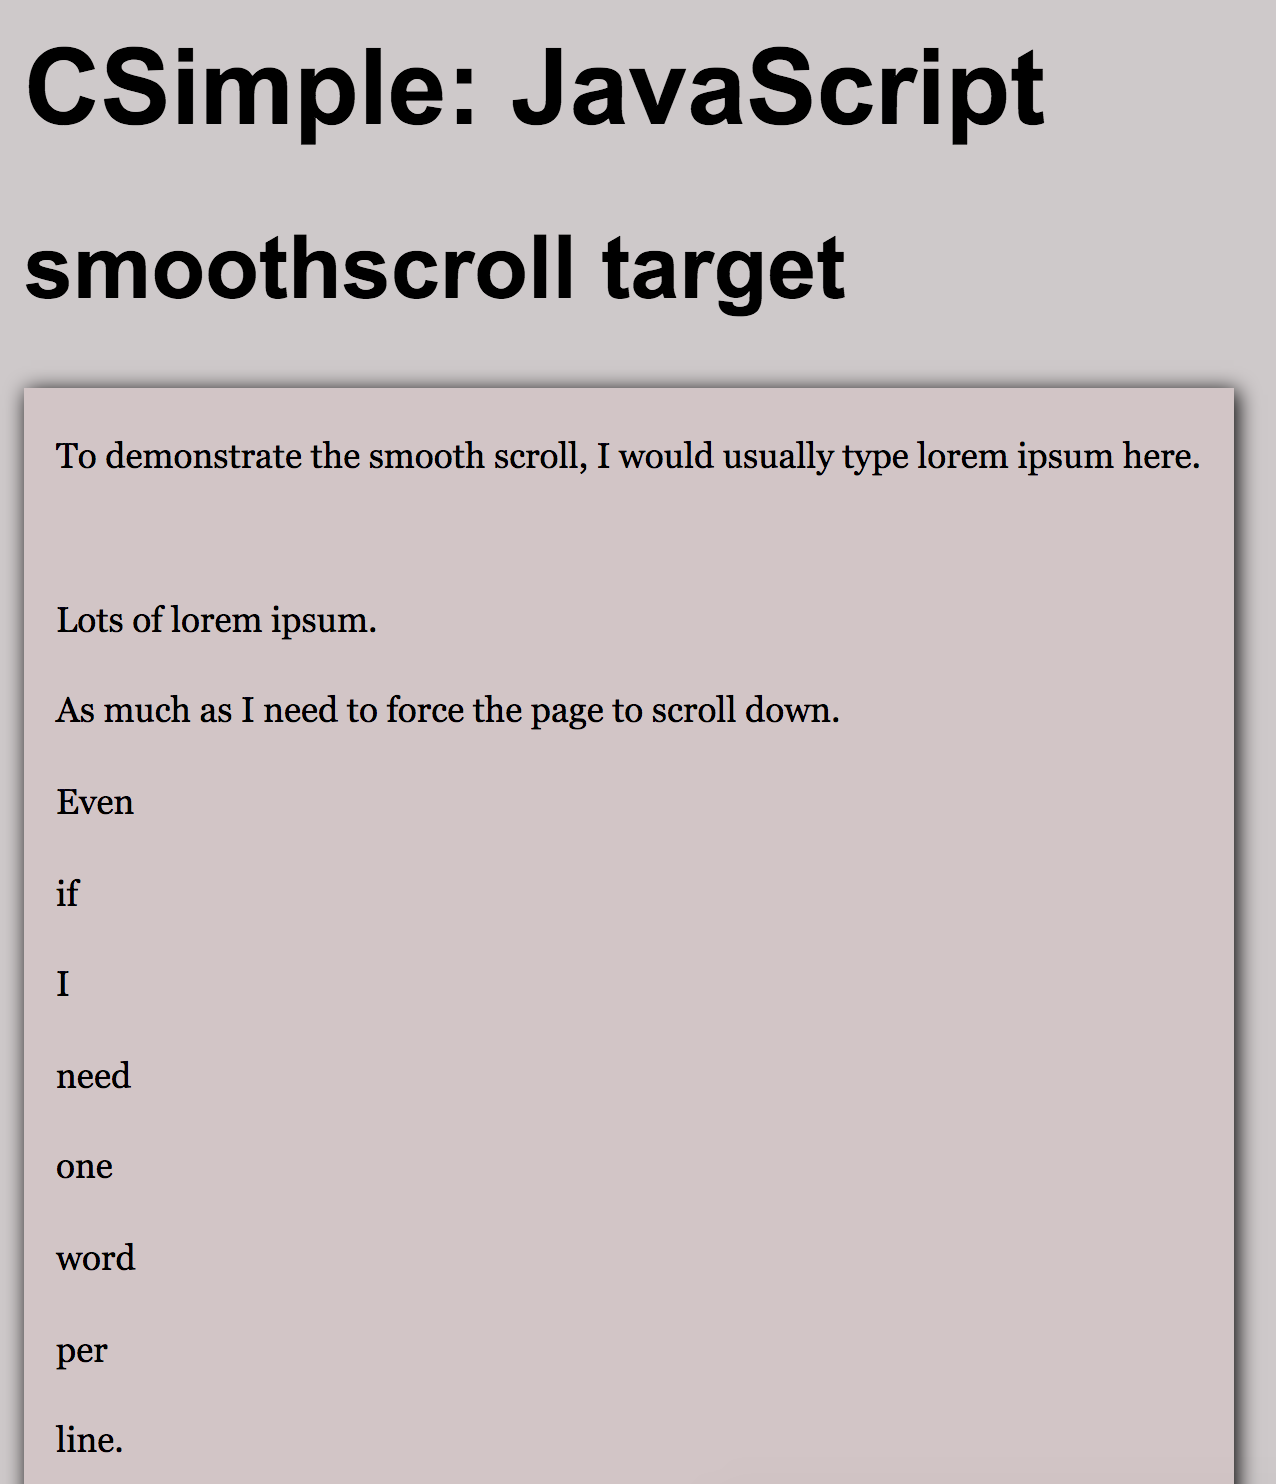 CSimple: JavaScript
smoothscroll target
To demonstrate the smooth scroll, I would usually type lorem ipsum here.
Lots of lorem ipsum.
As much as I need to force the page to scroll down.
Even
if
I
need
one
word
per
line.